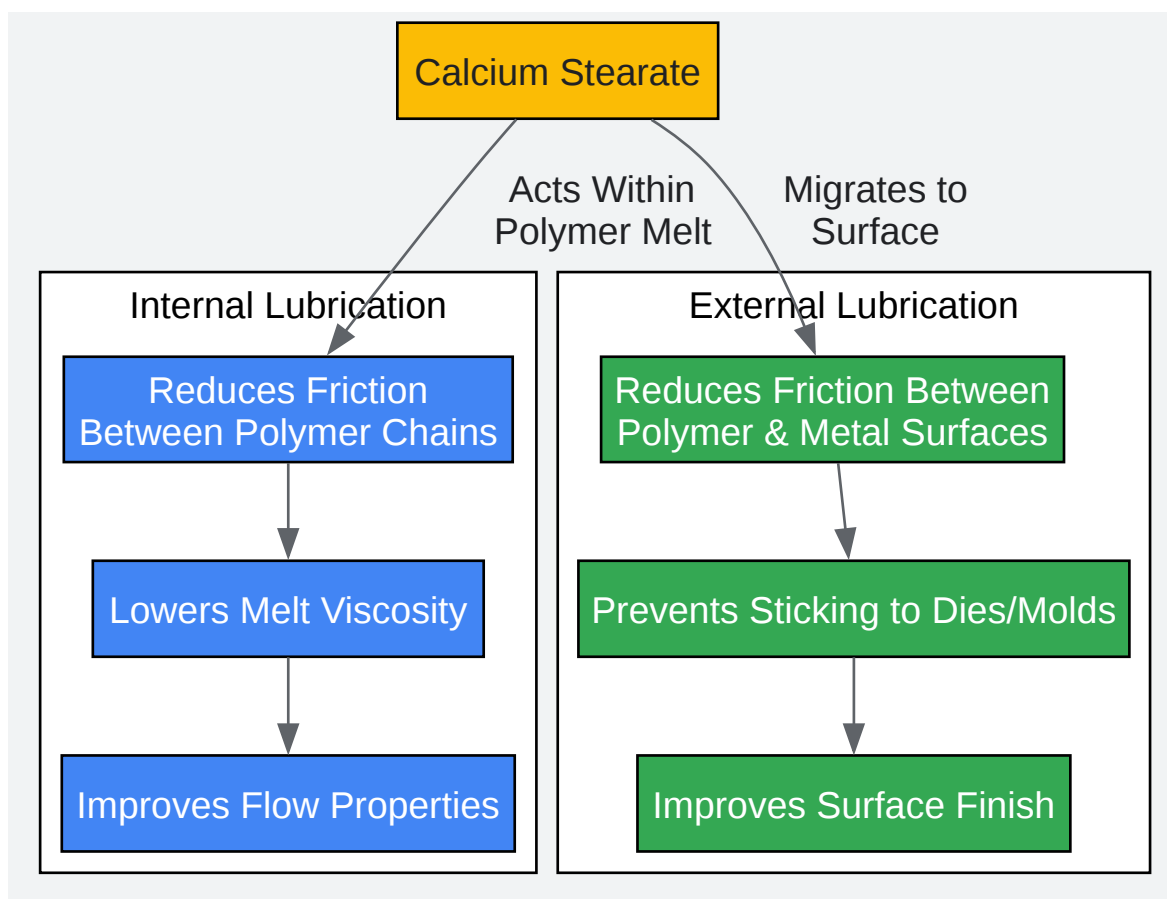 Calcium Stearate
Acts Within
Polymer Melt
Migrates to
Surface
Internal Lubrication
Reduces Friction
Between Polymer Chains
Lowers Melt Viscosity
Improves Flow Properties
External Lubrication
Reduces Friction Between
Polymer & Metal Surfaces
Prevents Sticking to Dies/Molds
Improves Surface Finish